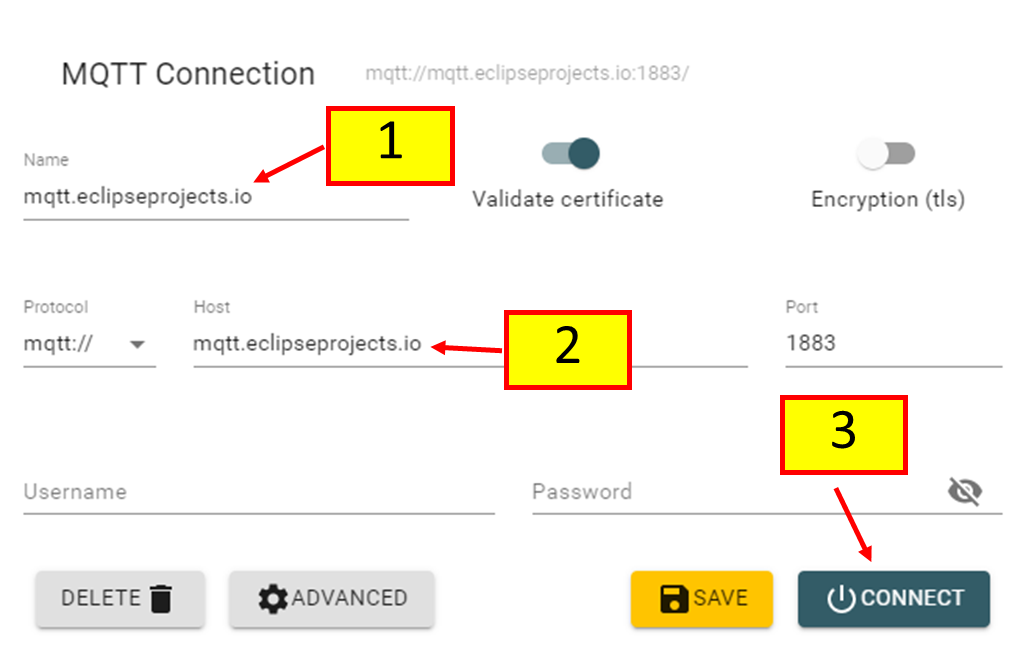 MQTT Connection mqtt://mqtt.eclipseprojects.io:1883/
1
Name
mqtt.eclipseprojects.io
Validate certificate Encryption (tls)
Protocol Host Port
mqtt:// mqtt.eclipseprojects.io 1883
2
3
Username Password
DELETE ADVANCED SAVE CONNECT